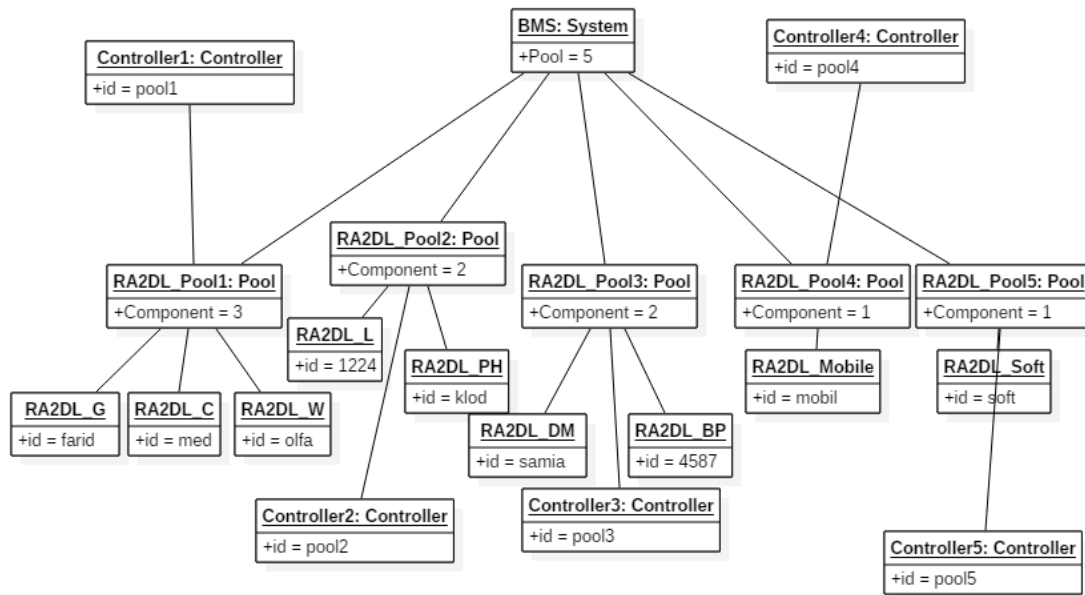 BMS: System
+Pool = 5
Controller4: Controller
+id = pool4
Controller1: Controller
+id = pool1
RA2DL_Pool2: Pool
+Component = 2
RA2DL_Pool1: Pool
+Component = 3
RA2DL_Pool3: Pool
+Component = 2
RA2DL_Pool4: Pool
+Component = 1
RA2DL_Pool5: Pool
+Component = 1
RA2DL_L
+id = 1224
RA2DL_PH
+id = klod
RA2DL_Mobile
+id = mobil
RA2DL_Soft
+id = soft
RA2DL_G
+id = farid
RA2DL_C
+id = med
RA2DL_W
+id = olfa
RA2DL_DM
+id = samia
RA2DL_BP
+id = 4587
Controller2: Controller
+id = pool2
Controller3: Controller
+id = pool3
Controller5: Controller
+id = pool5